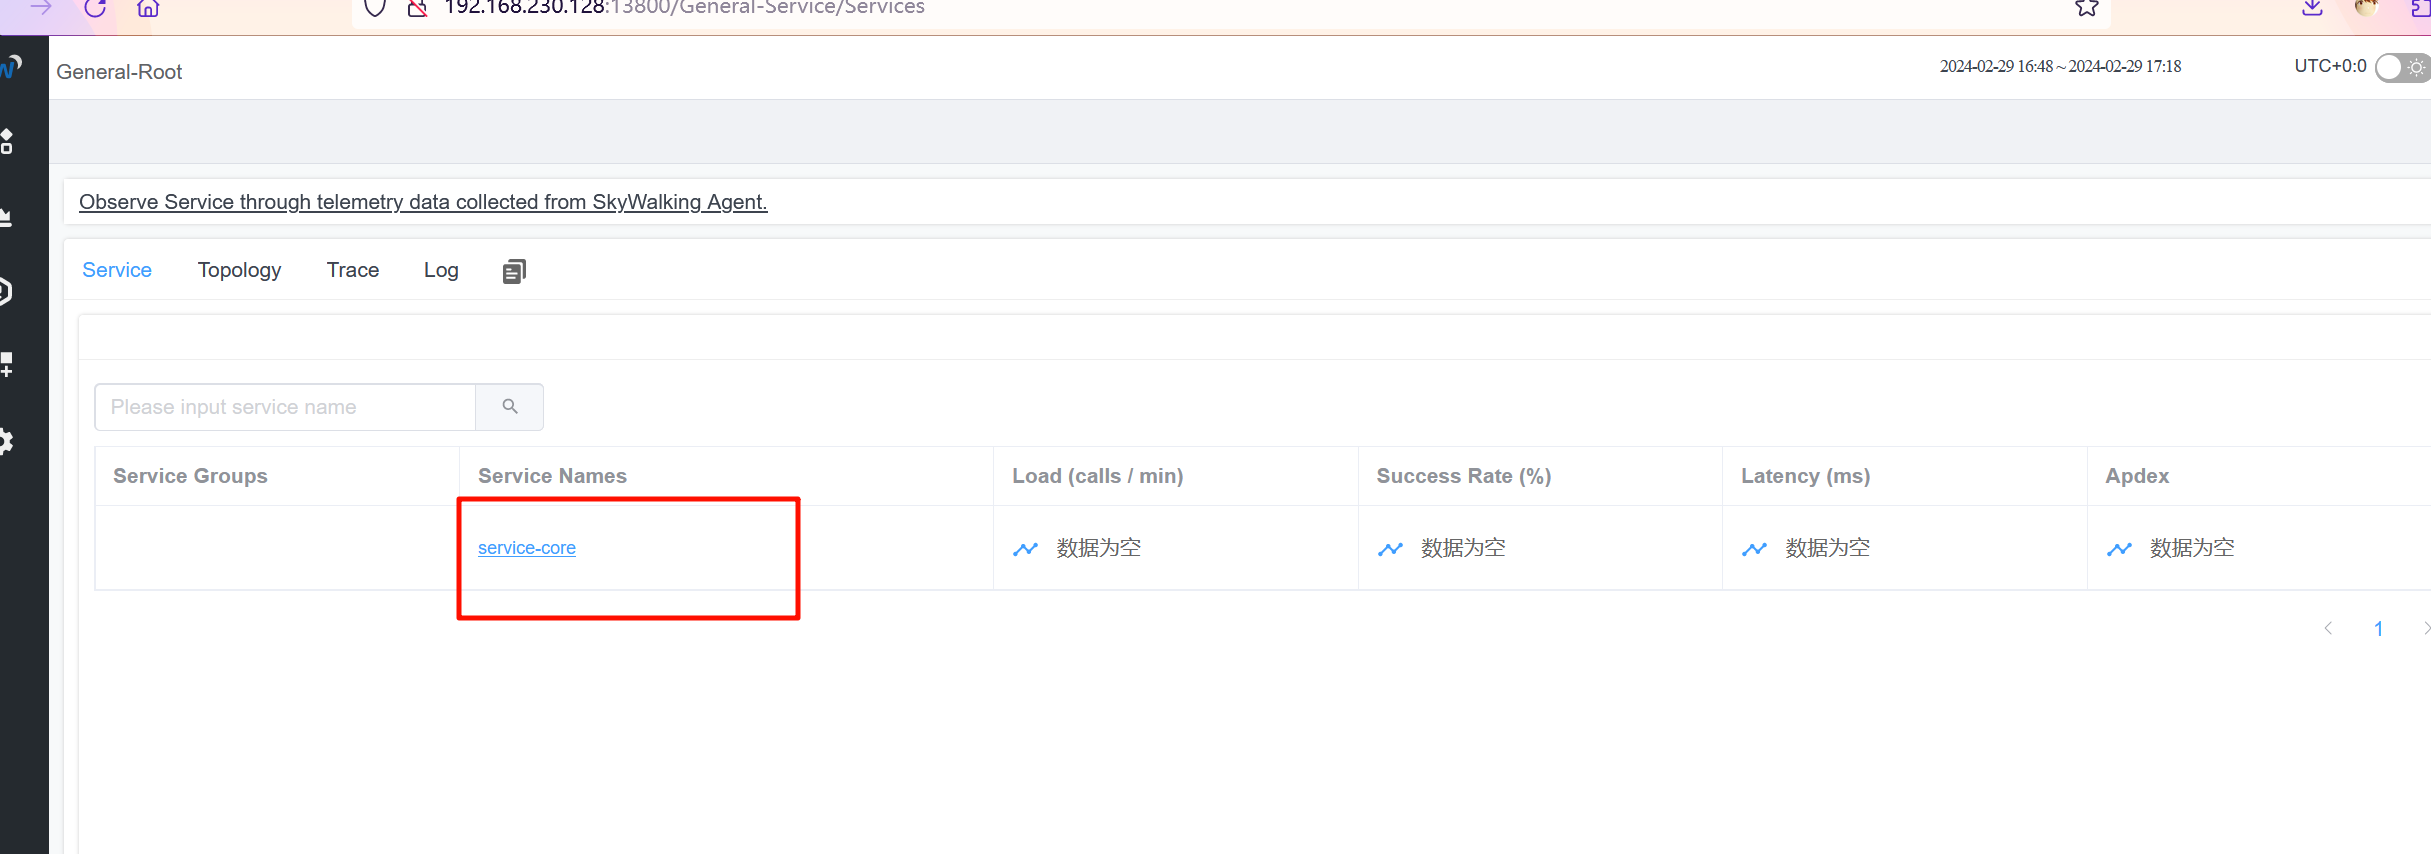 192.168.230.128:13800/General-Service/Services
General-Root
2024-02-29 16:48 ~ 2024-02-29 17:18
UTC+0:0
Observe Service through telemetry data collected from SkyWalking Agent.
Service Topology Trace Log
Please input service name
Service Groups Service Names Load (calls / min) Success Rate (%) Latency (ms) Apdex
service-core 数据为空 数据为空 数据为空 数据为空
1